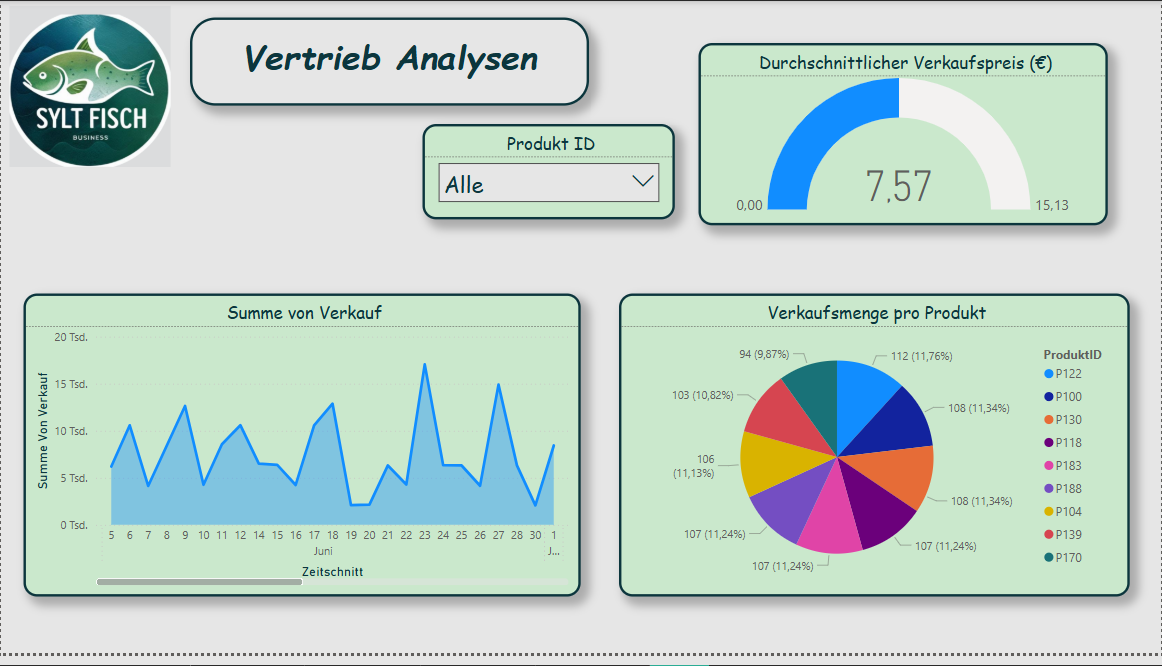 SYLT FISCH
BUSINESS
Vertrieb Analysen
Produkt ID
Alle
Durchschnittlicher Verkaufspreis (€)
7,57
0,00
15,13
Summe von Verkauf
Summe Von Verkauf
20 Tsd.
15 Tsd.
10 Tsd.
5 Tsd.
0 Tsd.
5 6 7 8 9 10 11 12 14 15 16 17 18 19 20 21 22 23 24 25 26 27 28 30 1
Juni J...
Zeitschnitt
Verkaufsmenge pro Produkt
94 (9,87%)
112 (11,76%)
103 (10,82%)
108 (11,34%)
106
(11,13%)
108 (11,34%)
107 (11,24%)
107 (11,24%)
107 (11,24%)
ProduktID
P122
P100
P130
P118
P183
P188
P104
P139
P170